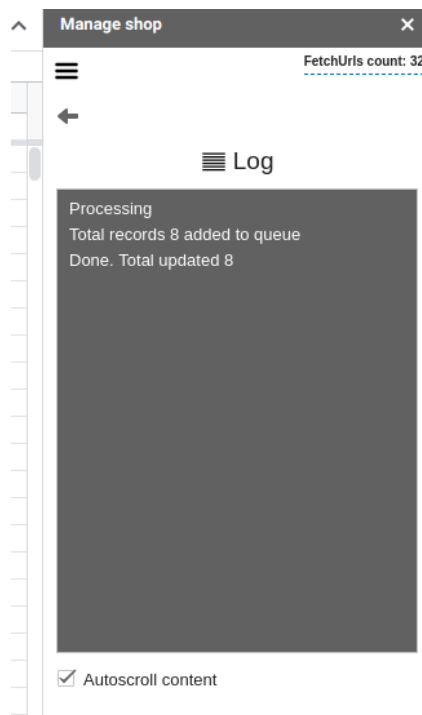 Manage shop
FetchUrls count: 32
Log
Processing
Total records 8 added to queue
Done. Total updated 8
Autoscroll content